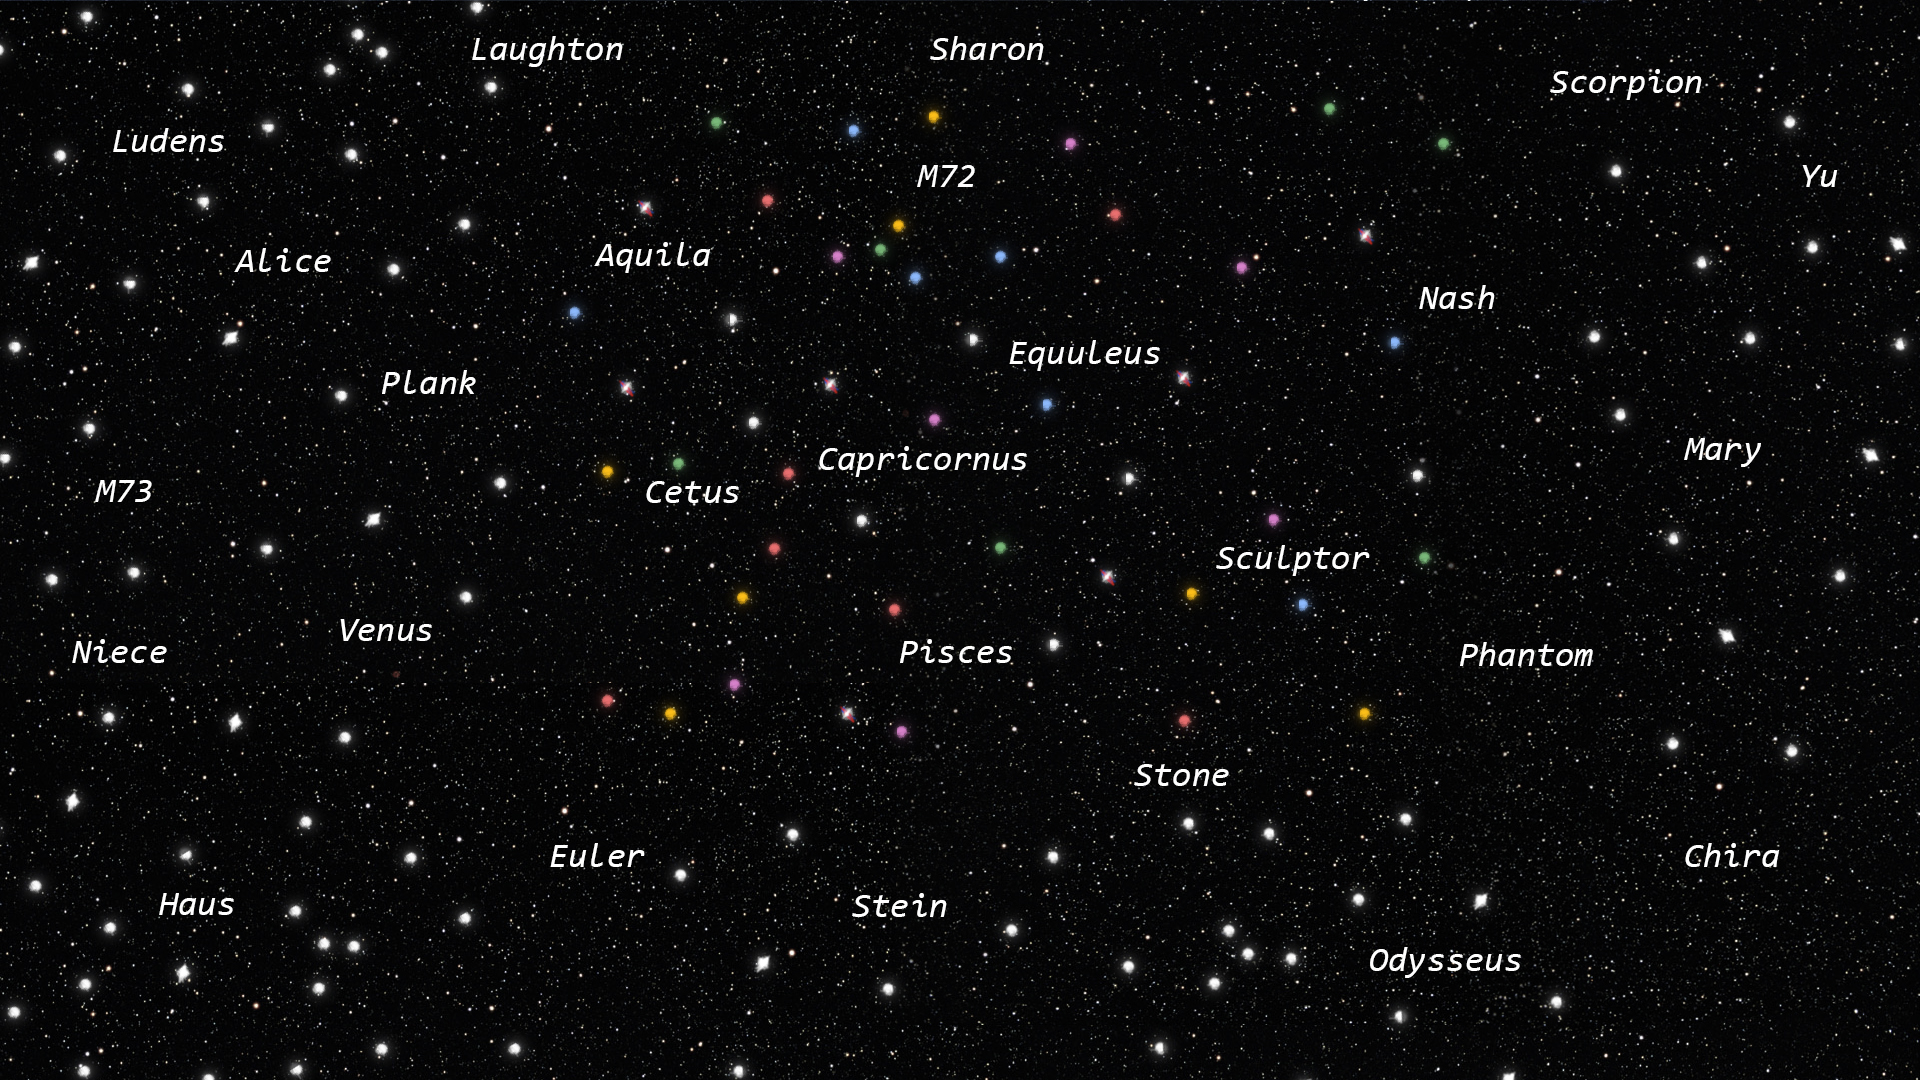 Laughton
Sharon
Scorpion
Ludens
M72
Yu
Alice
Aquila
Nash
Equuleus
Plank
Capricornus
Mary
M73
Cetus
Sculptor
Venus
Niece
Pisces
Phantom
Stone
Euler
Chira
Haus
Stein
Odysseus